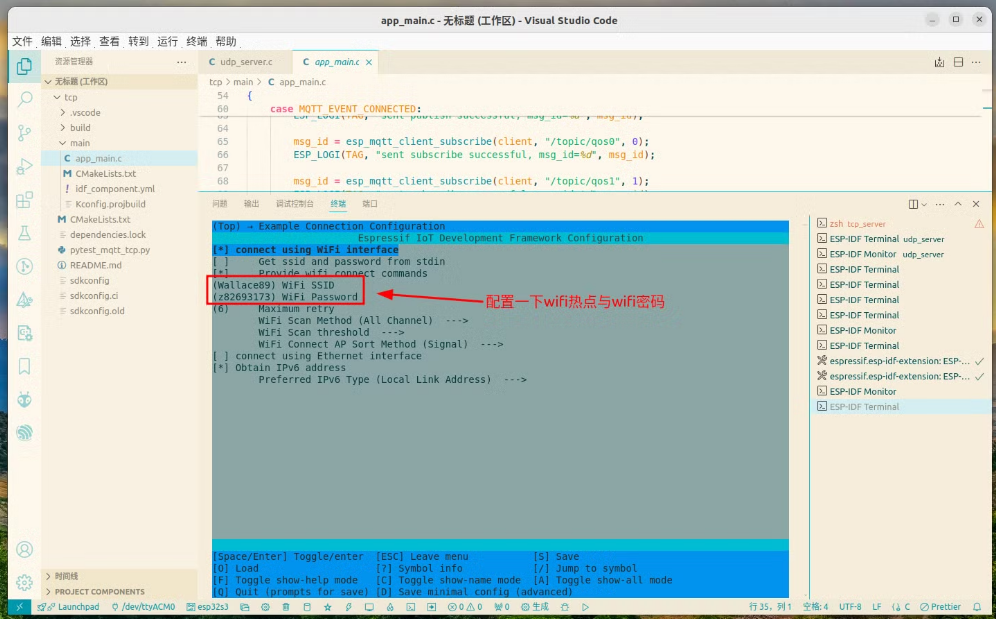 app_main.c - 无标题 (工作区) - Visual Studio Code
文件 编辑 选择 查看 转到 运行 终端 帮助
资源管理器 ···
无标题 (工作区)
tcp
.vscode
build
main
C app_main.c
M CMakeLists.txt
! idf_component.yml
Kconfig.projbuild
M CMakeLists.txt
dependencies.lock
pytest_mqtt_tcp.py
README.md
sdkconfig
sdkconfig.ci
sdkconfig.old
时间线
PROJECT COMPONENTS
C udp_server.c
C app_main.c ×
tcp > main > C app_main.c
54 {
60 case MQTT_EVENT_CONNECTED:
63 ESP_LOGI(TAG, "sent publish successful, msg_id=%d", msg_id);
64
65 msg_id = esp_mqtt_client_subscribe(client, "/topic/qos0", 0);
66 ESP_LOGI(TAG, "sent subscribe successful, msg_id=%d", msg_id);
67
68 msg_id = esp_mqtt_client_subscribe(client, "/topic/qos1", 1);
问题 输出 调试控制台 终端 端口
(Top) → Example Connection Configuration
Espressif IoT Development Framework Configuration
[*] connect using WiFi interface
[ ] Get ssid and password from stdin
[*] Provide wifi connect commands
(Wallace89) WiFi SSID
(z82693173) WiFi Password
(6) Maximum retry
WiFi Scan Method (All Channel) --->
WiFi Scan threshold --->
WiFi Connect AP Sort Method (Signal) --->
[ ] connect using Ethernet interface
[*] Obtain IPv6 address
Preferred IPv6 Type (Local Link Address) --->
配置一下wifi热点与wifi密码
[Space/Enter] Toggle/enter [ESC] Leave menu [S] Save
[O] Load [?] Symbol info [/] Jump to symbol
[F] Toggle show-help mode [C] Toggle show-name mode [A] Toggle show-all mode
[Q] Quit (prompts for save) [D] Save minimal config (advanced)
zsh tcp_server
ESP-IDF Terminal udp_server
ESP-IDF Monitor udp_server
ESP-IDF Terminal
ESP-IDF Terminal
ESP-IDF Terminal
ESP-IDF Terminal
ESP-IDF Monitor
ESP-IDF Terminal
espressif.esp-idf-extension: ESP-...
espressif.esp-idf-extension: ESP-...
ESP-IDF Monitor
ESP-IDF Terminal
Launchpad /dev/ttyACM0 esp32s3 0 0 0 生成 行 35，列 1 空格: 4 UTF-8 LF C Prettier